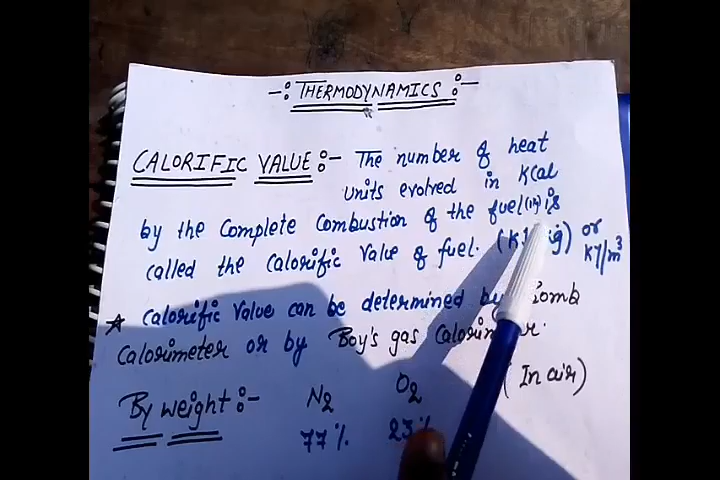 -: THERMODYNAMICS :-
CALORIFIC VALUE :- The number of heat
units evolved in KCal
by the Complete Combustion of the fuel is
called the Calorific Value of fuel. or
KJ/m³
☆ Calorific Value can be determined by
Calorimeter or by Boy's gas
By weight :- N₂ O₂ (In air)
77% 23%